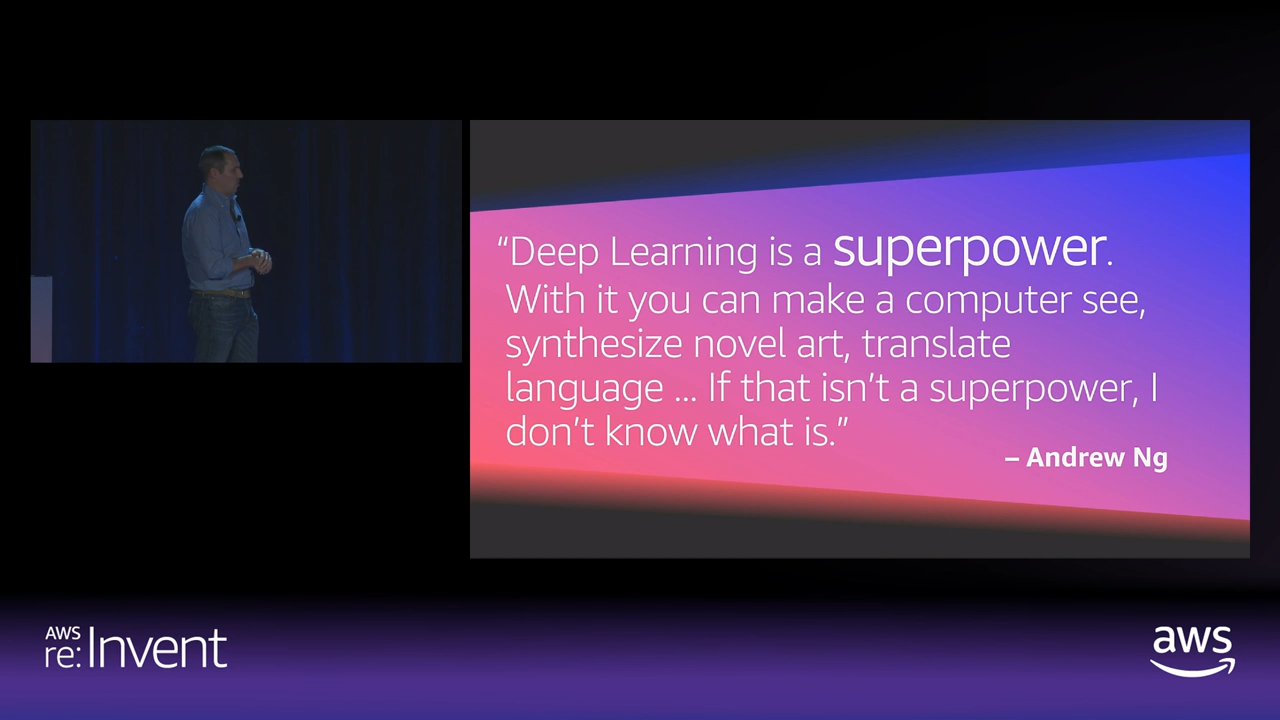 “Deep Learning is a superpower.
With it you can make a computer see,
synthesize novel art, translate
language ... If that isn’t a superpower, I
don’t know what is.”
– Andrew Ng
AWS
re:Invent
aws